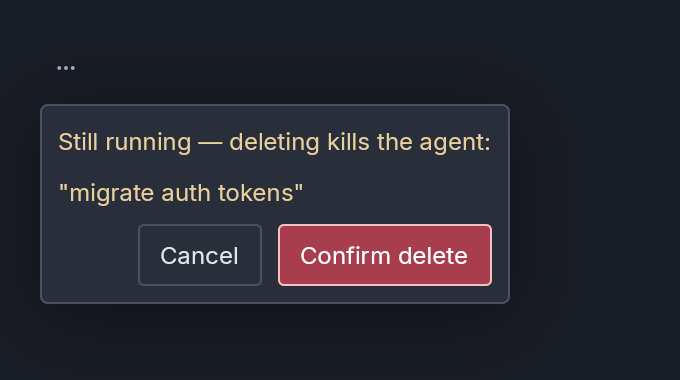 ...
Still running — deleting kills the agent:
"migrate auth tokens"
Cancel
Confirm delete